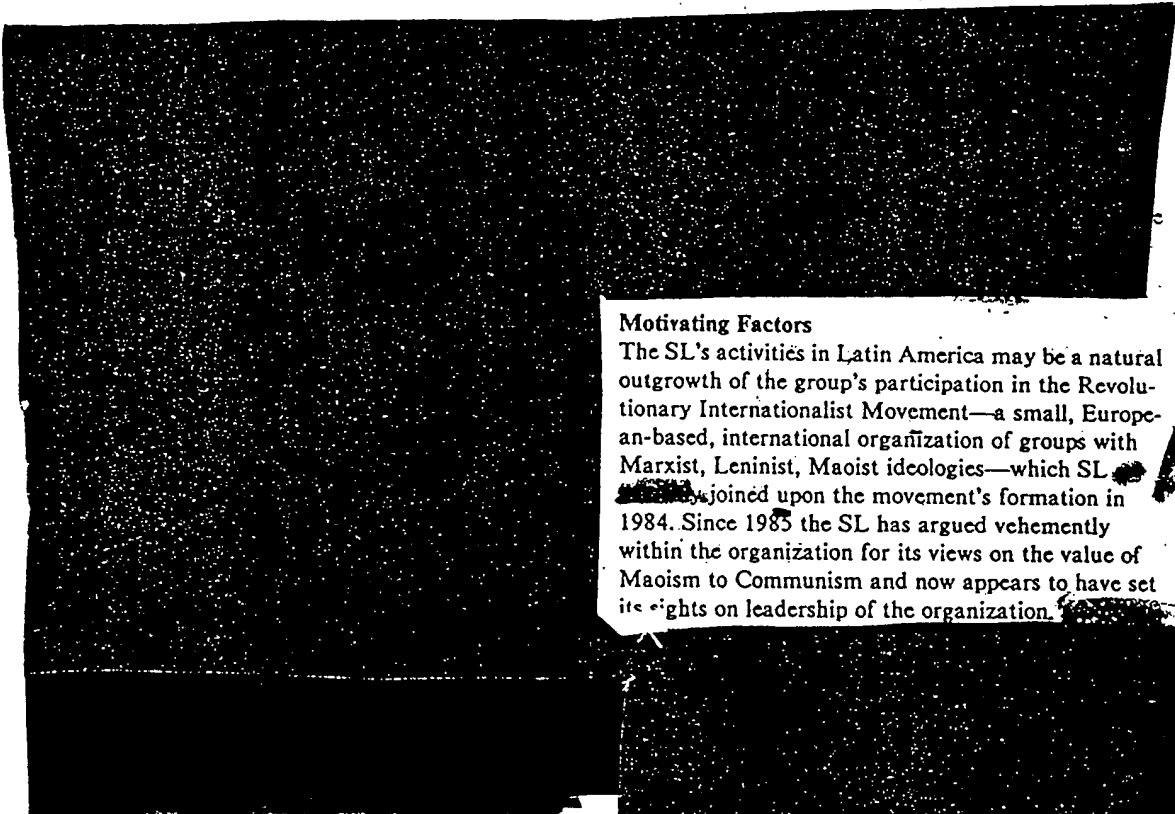 Motivating Factors
The SL's activities in Latin America may be a natural
outgrowth of the group's participation in the Revolu-
tionary Internationalist Movement—a small, Europe-
an-based, international organization of groups with
Marxist, Leninist, Maoist ideologies—which SL
joined upon the movement's formation in
1984. Since 1985 the SL has argued vehemently
within the organization for its views on the value of
Maoism to Communism and now appears to have set
its sights on leadership of the organization.